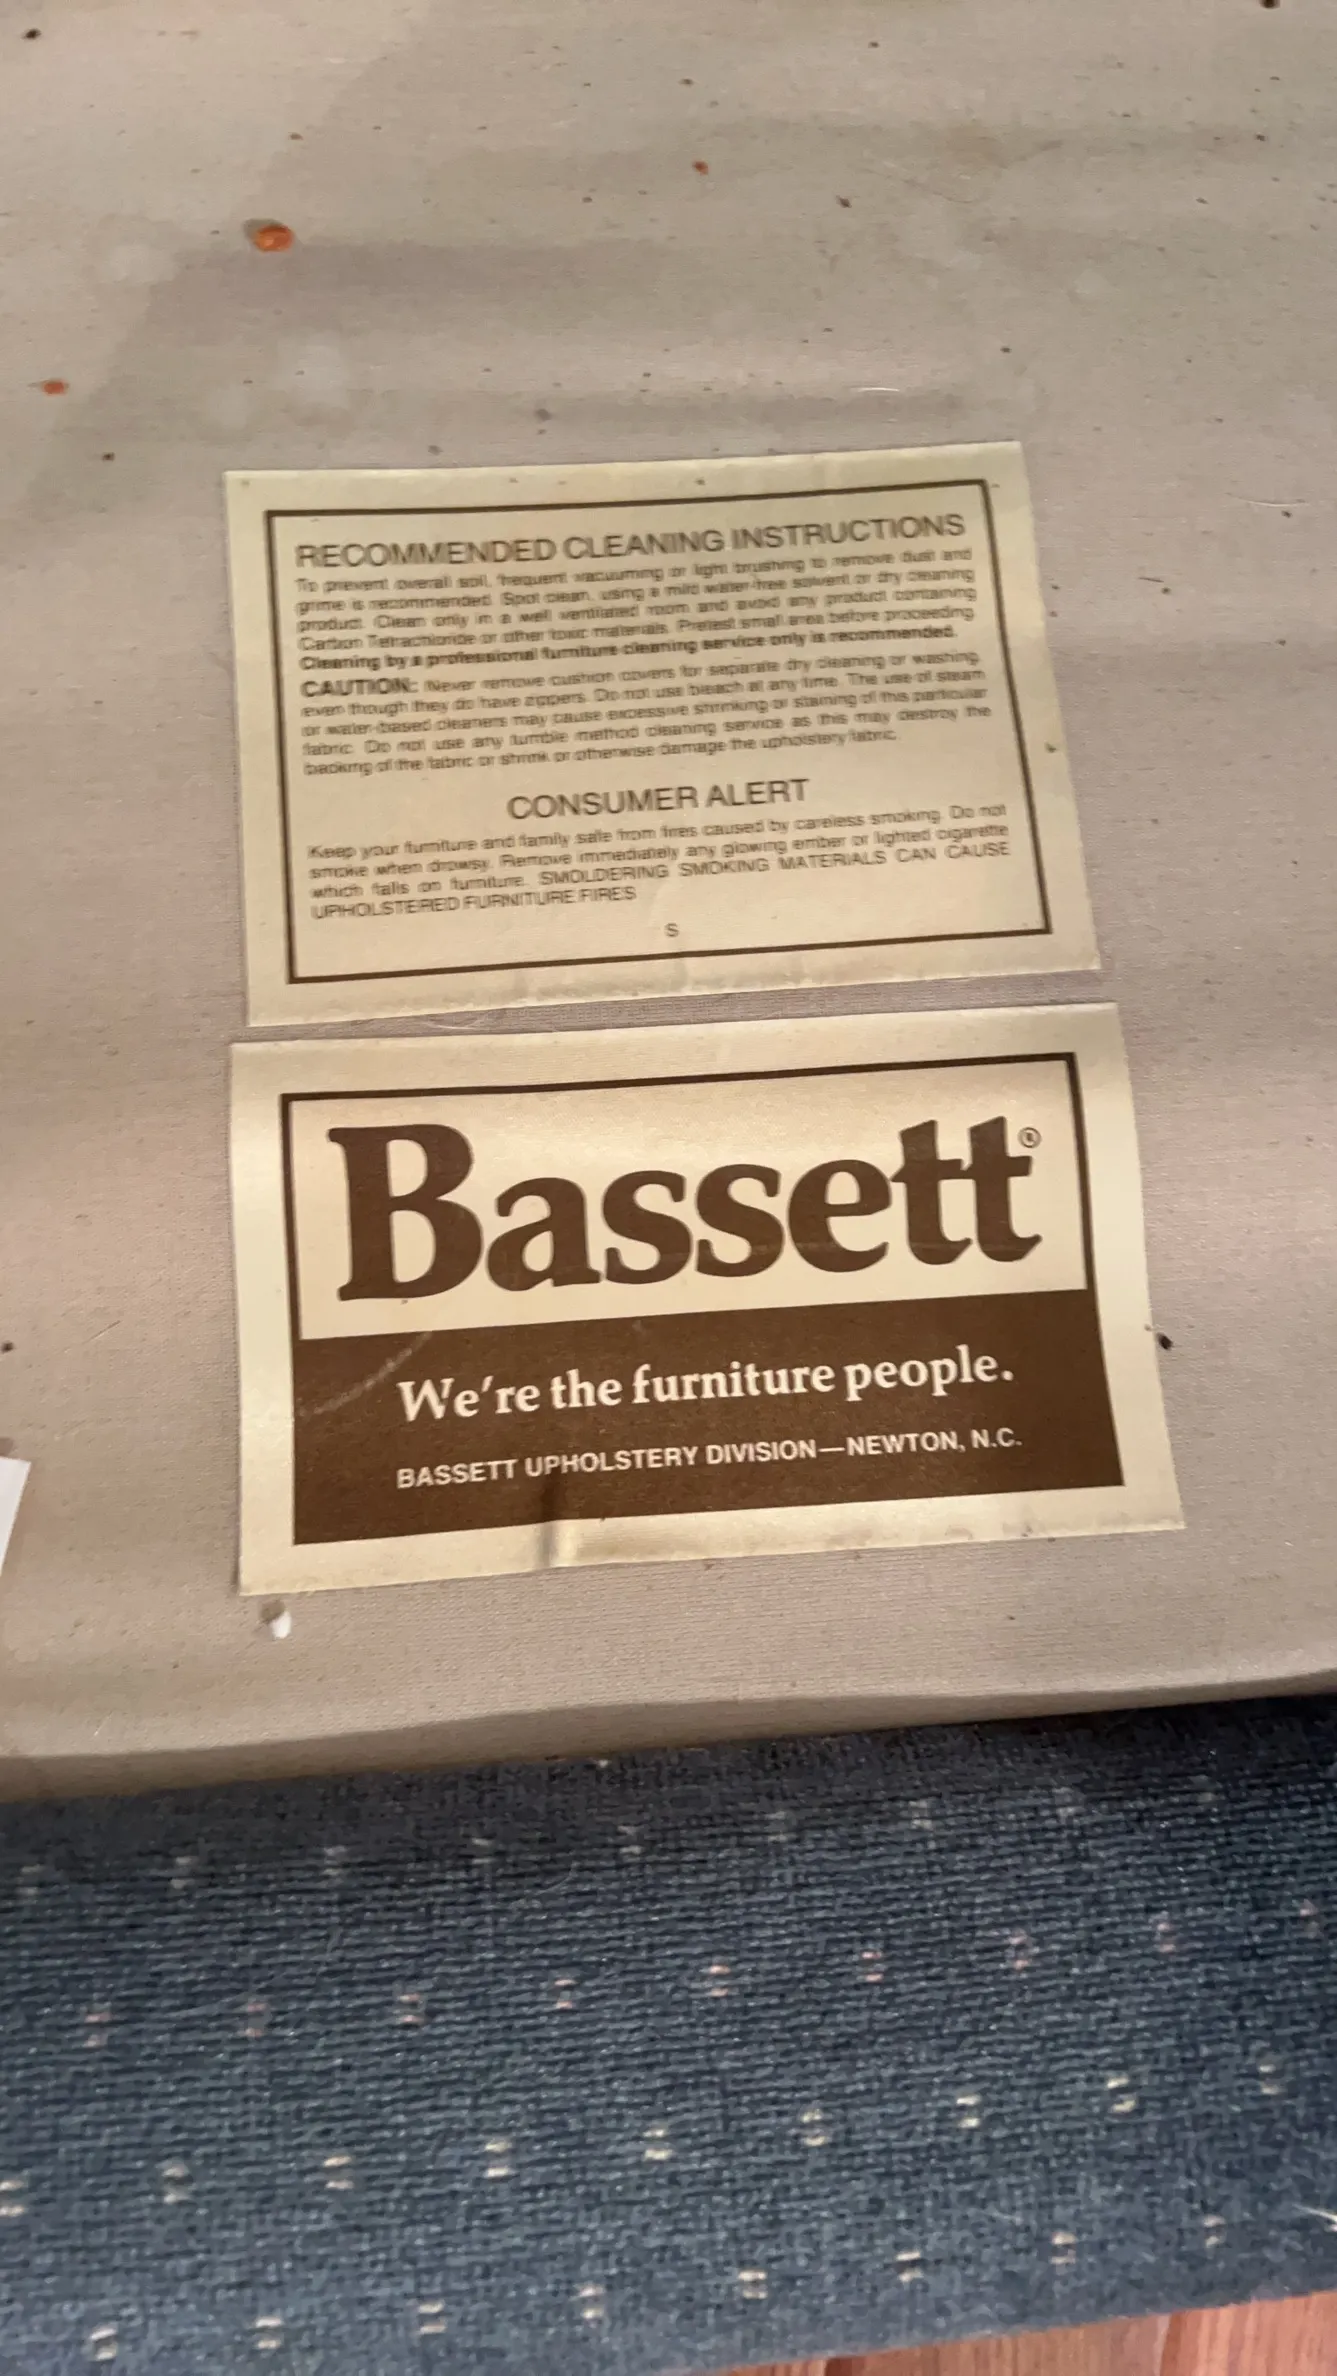 RECOMMENDED CLEANING INSTRUCTIONS
To prevent overall soil, frequent vacuuming or light brushing to remove dust and
grime is recommended. Spot clean, using a mild water-free solvent or dry cleaning
product. Clean only in a well ventilated room and avoid any product containing
Carbon Tetrachloride or other toxic materials. Pretest small area before proceeding.
Cleaning by a professional furniture cleaning service only is recommended.
CAUTION: Never remove cushion covers for separate dry cleaning or washing,
even though they do have zippers. Do not use bleach at any time. The use of steam
or water-based cleaners may cause excessive shrinking or staining of this particular
fabric. Do not use any tumble method cleaning service as this may destroy the
backing of the fabric or shrink or otherwise damage the upholstery fabric.
CONSUMER ALERT
Keep your furniture and family safe from fires caused by careless smoking. Do not
smoke when drowsy. Remove immediately any glowing ember or lighted cigarette
which falls on furniture. SMOLDERING SMOKING MATERIALS CAN CAUSE
UPHOLSTERED FURNITURE FIRES
S
Bassett®
We're the furniture people.
BASSETT UPHOLSTERY DIVISION—NEWTON, N.C.